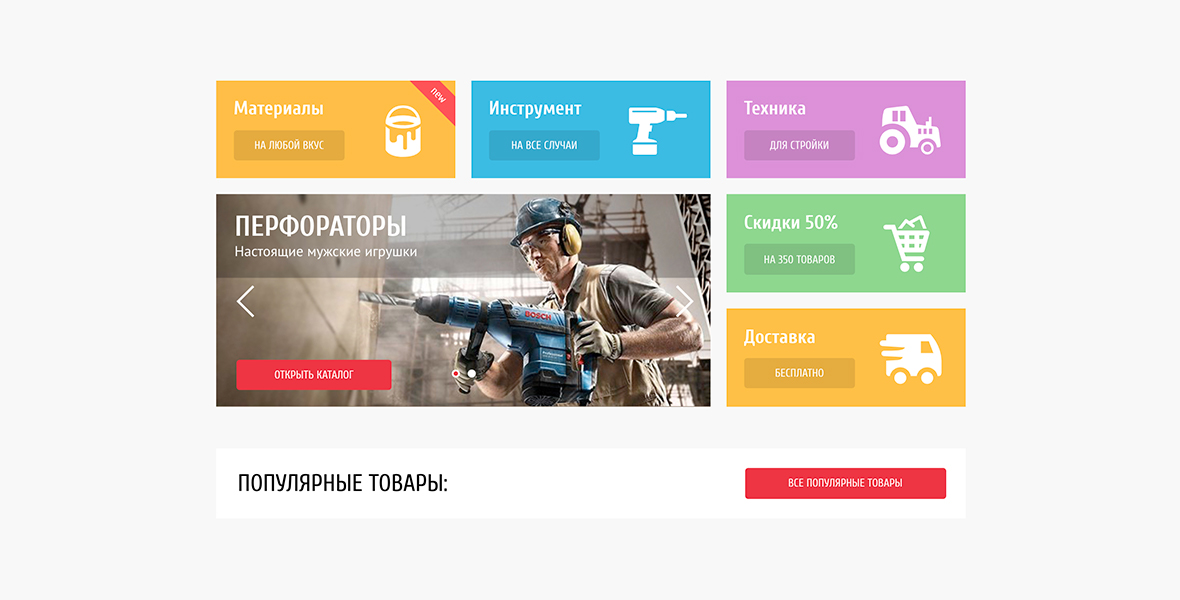 Материалы
new
НА ЛЮБОЙ ВКУС
Инструмент
НА ВСЕ СЛУЧАИ
Техника
ДЛЯ СТРОЙКИ
ПЕРФОРАТОРЫ
Настоящие мужские игрушки
BOSCH
ОТКРЫТЬ КАТАЛОГ
Скидки 50%
НА 350 ТОВАРОВ
Доставка
БЕСПЛАТНО
ПОПУЛЯРНЫЕ ТОВАРЫ:
ВСЕ ПОПУЛЯРНЫЕ ТОВАРЫ